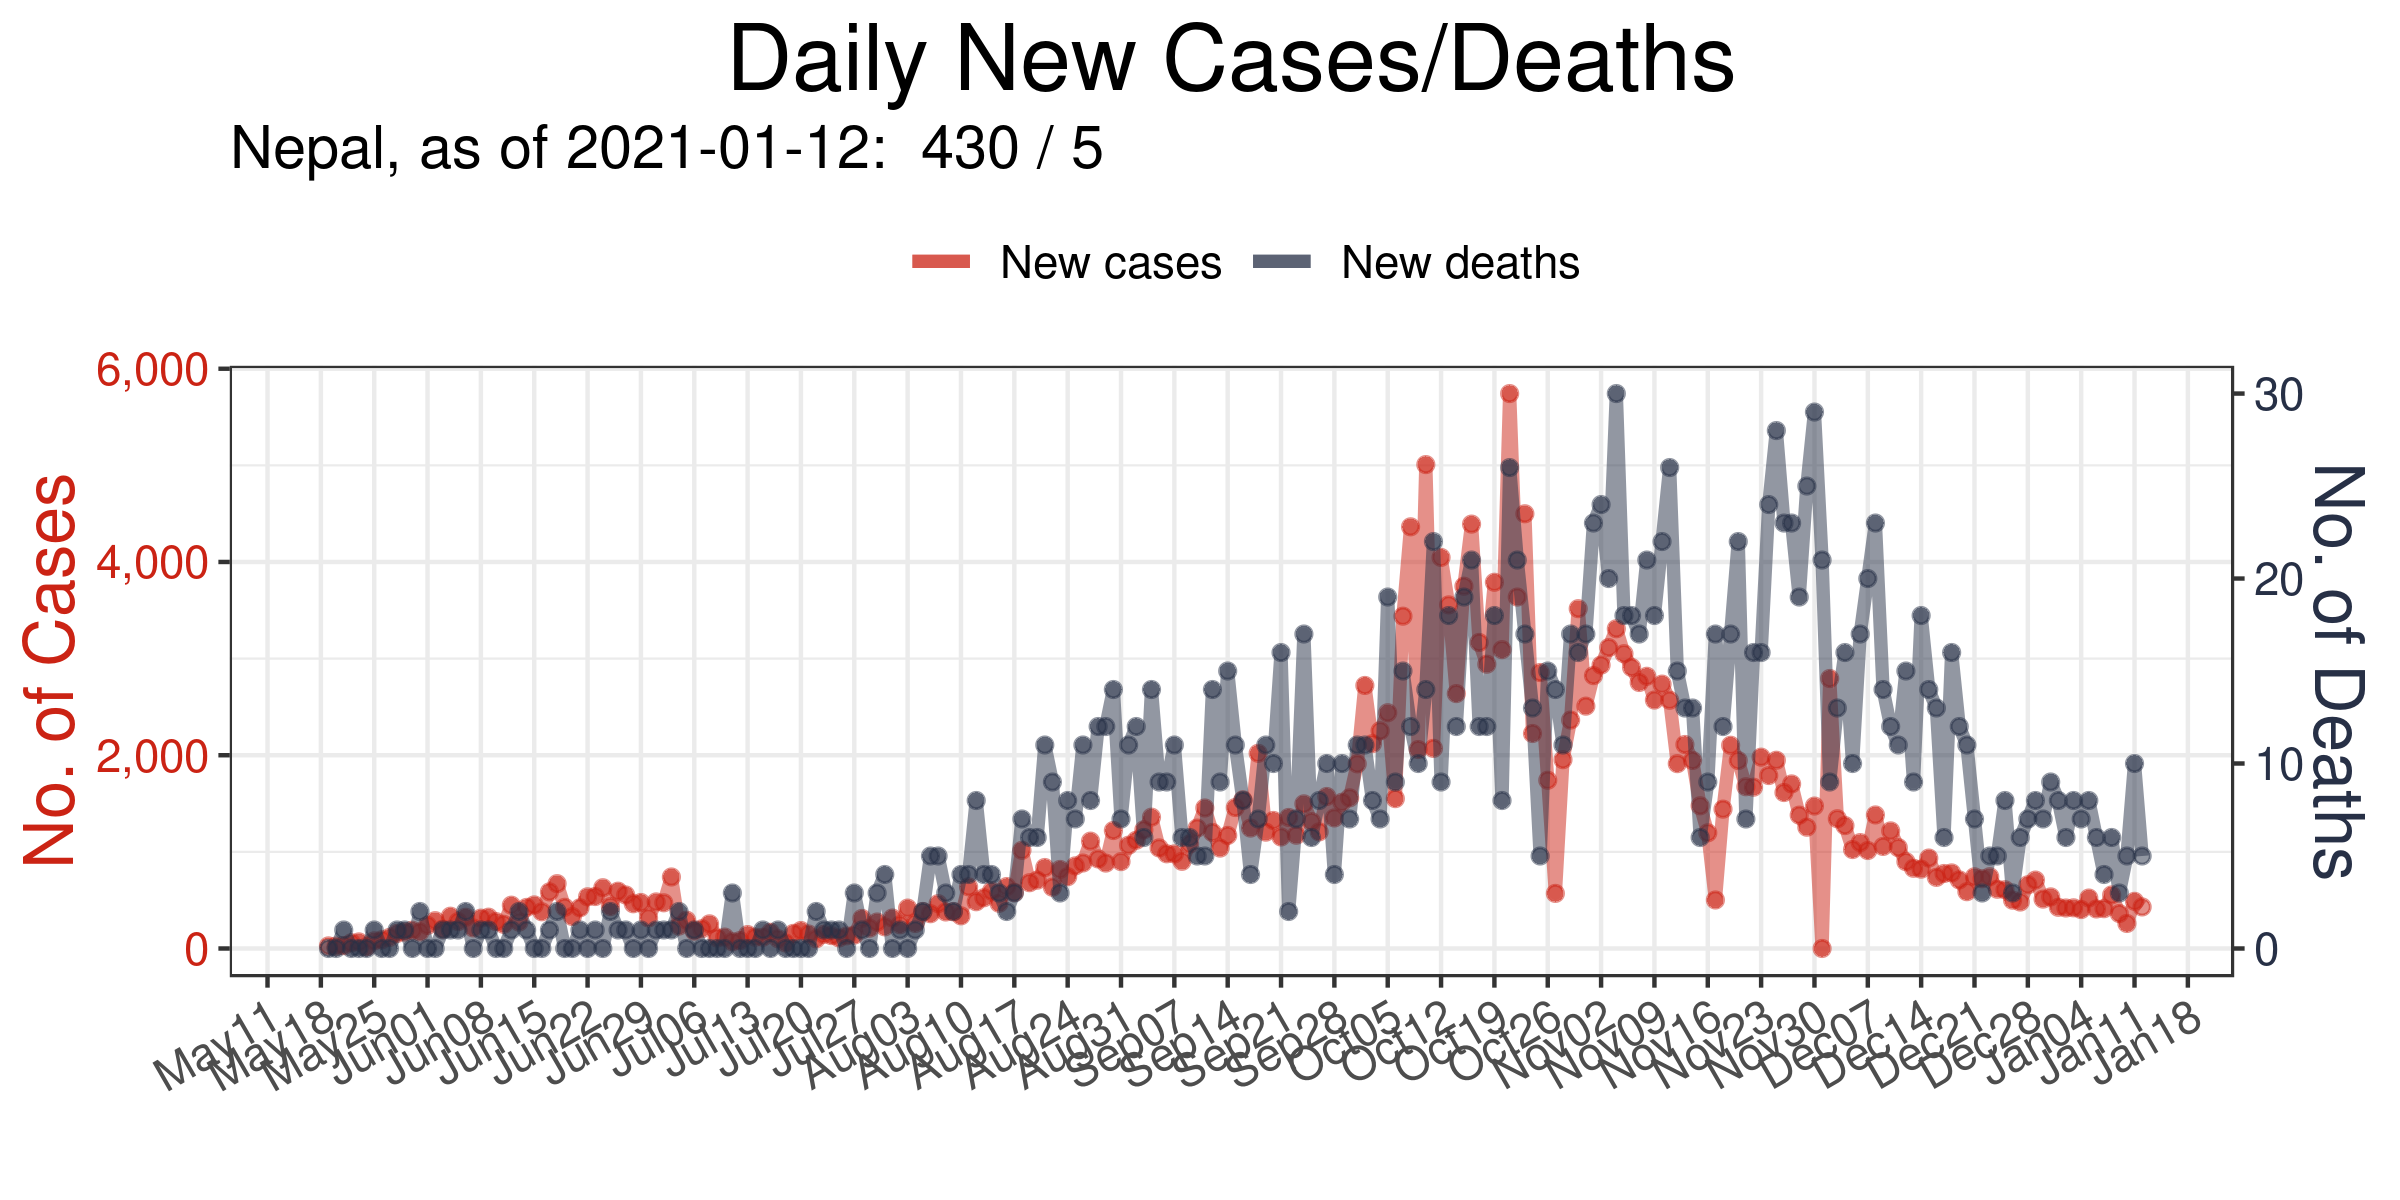 Daily New Cases/Deaths
Nepal, as of 2021-01-12:  430 / 5
New cases
New deaths
No. of Cases
6,000
4,000
2,000
0
30
20
10
0
No. of Deaths
May11
May18
May25
Jun01
Jun08
Jun15
Jun22
Jun29
Jul06
Jul13
Jul20
Jul27
Aug03
Aug10
Aug17
Aug24
Aug31
Sep07
Sep14
Sep21
Sep28
Oct05
Oct12
Oct19
Oct26
Nov02
Nov09
Nov16
Nov23
Nov30
Dec07
Dec14
Dec21
Dec28
Jan04
Jan11
Jan18